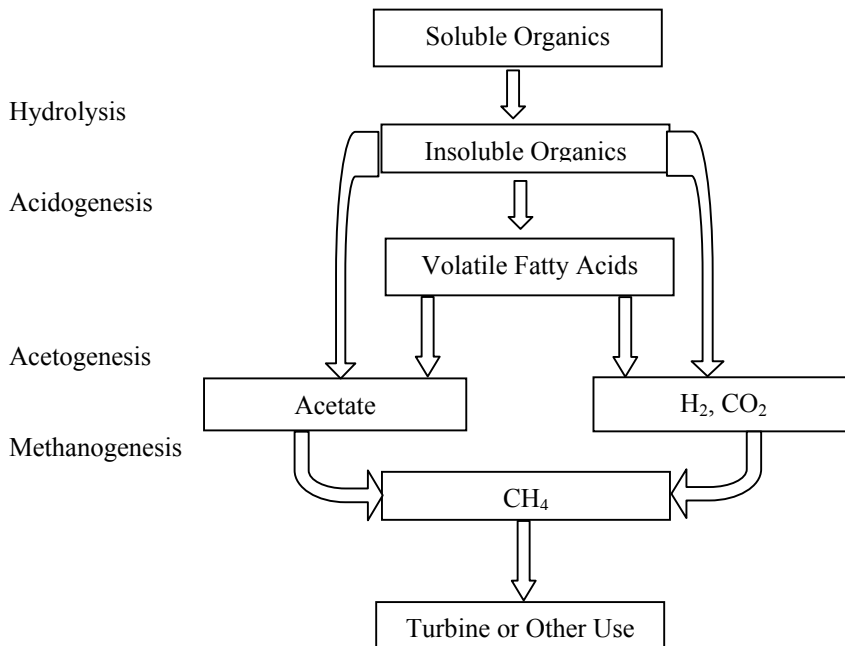 Soluble Organics
Hydrolysis
Insoluble Organics
Acidogenesis
Volatile Fatty Acids
Acetogenesis
Acetate
H₂, CO₂
Methanogenesis
CH₄
Turbine or Other Use